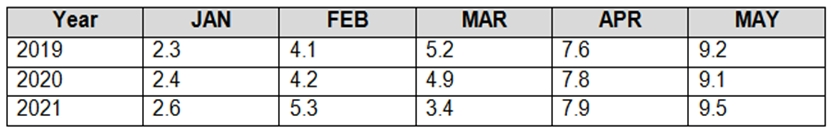 Year JAN FEB MAR APR MAY
2019 2.3 4.1 5.2 7.6 9.2
2020 2.4 4.2 4.9 7.8 9.1
2021 2.6 5.3 3.4 7.9 9.5